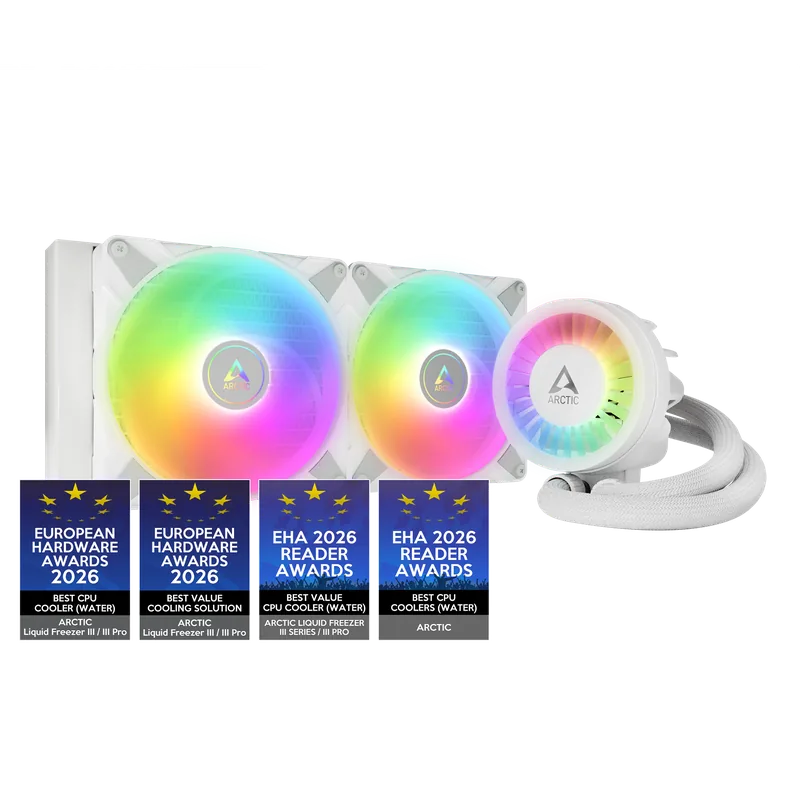 ARCTIC
ARCTIC
ARCTIC
EUROPEAN
HARDWARE
AWARDS
2026
BEST CPU
COOLER (WATER)
ARCTIC
Liquid Freezer III / III Pro
EUROPEAN
HARDWARE
AWARDS
2026
BEST VALUE
COOLING SOLUTION
ARCTIC
Liquid Freezer III / III Pro
EHA 2026
READER
AWARDS
BEST VALUE
CPU COOLER (WATER)
ARCTIC LIQUID FREEZER
III SERIES / III PRO
EHA 2026
READER
AWARDS
BEST CPU
COOLERS (WATER)
ARCTIC